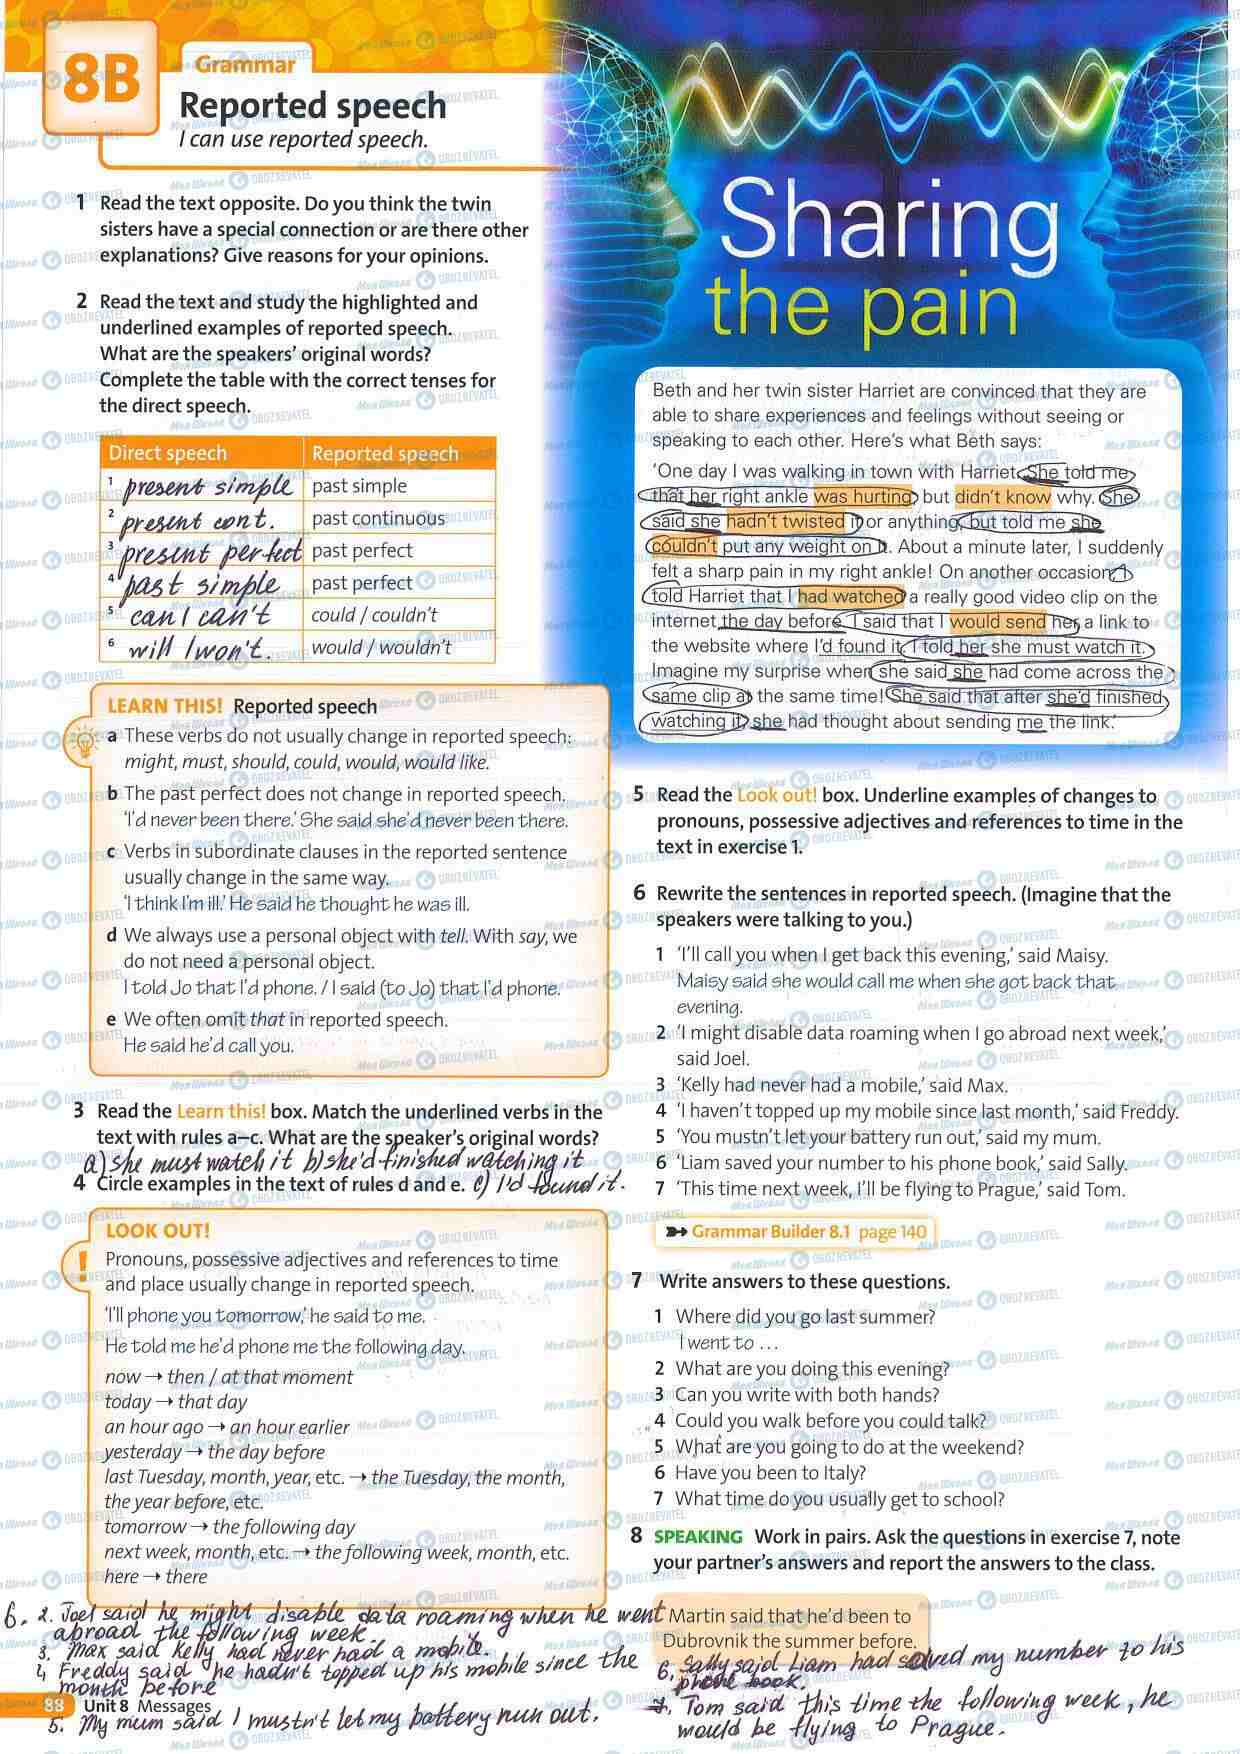 8B
Grammar
Reported speech
I can use reported speech.
1 Read the text opposite. Do you think the twin
sisters have a special connection or are there other
explanations? Give reasons for your opinions.
2 Read the text and study the highlighted and
underlined examples of reported speech.
What are the speakers' original words?
Complete the table with the correct tenses for
the direct speech.
Direct speech Reported speech
1 present simple past simple
2 present cont. past continuous
3 present perfect past perfect
4 past simple past perfect
5 can / can't could / couldn't
6 will / won't. would / wouldn't
LEARN THIS! Reported speech
a These verbs do not usually change in reported speech:
might, must, should, could, would, would like.
b The past perfect does not change in reported speech.
'I'd never been there.' She said she'd never been there.
c Verbs in subordinate clauses in the reported sentence
usually change in the same way.
'I think I'm ill.' He said he thought he was ill.
d We always use a personal object with tell. With say, we
do not need a personal object.
I told Jo that I'd phone. / I said (to Jo) that I'd phone.
e We often omit that in reported speech.
He said he'd call you.
3 Read the Learn this! box. Match the underlined verbs in the
text with rules a–c. What are the speaker's original words?
a) she must watch it b) she'd finished watching it
4 Circle examples in the text of rules d and e. c) I'd found it.
LOOK OUT!
! Pronouns, possessive adjectives and references to time
and place usually change in reported speech.
'I'll phone you tomorrow,' he said to me.
He told me he'd phone me the following day.
now → then / at that moment
today → that day
an hour ago → an hour earlier
yesterday → the day before
last Tuesday, month, year, etc. → the Tuesday, the month,
the year before, etc.
tomorrow → the following day
next week, month, etc. → the following week, month, etc.
here → there
6. 2. Joel said he might disable data roaming when he went
abroad the following week.
3. Max said Kelly had never had a mobile.
4 Freddy said he hadn't topped up his mobile since the
month before
88 Unit 8 Messages
5. My mum said I mustn't let my battery run out.
Sharing
the pain
Beth and her twin sister Harriet are convinced that they are
able to share experiences and feelings without seeing or
speaking to each other. Here's what Beth says:
'One day I was walking in town with Harriet. She told me
that her right ankle was hurting, but didn't know why. She
said she hadn't twisted it or anything, but told me she
couldn't put any weight on it. About a minute later, I suddenly
felt a sharp pain in my right ankle! On another occasion, I
told Harriet that I had watched a really good video clip on the
internet the day before. I said that I would send her a link to
the website where I'd found it. I told her she must watch it.
Imagine my surprise when she said she had come across the
same clip at the same time! She said that after she'd finished
watching it, she had thought about sending me the link.'
5 Read the Look out! box. Underline examples of changes to
pronouns, possessive adjectives and references to time in the
text in exercise 1.
6 Rewrite the sentences in reported speech. (Imagine that the
speakers were talking to you.)
1 'I'll call you when I get back this evening,' said Maisy.
Maisy said she would call me when she got back that
evening.
2 'I might disable data roaming when I go abroad next week,'
said Joel.
3 'Kelly had never had a mobile,' said Max.
4 'I haven't topped up my mobile since last month,' said Freddy.
5 'You mustn't let your battery run out,' said my mum.
6 'Liam saved your number to his phone book,' said Sally.
7 'This time next week, I'll be flying to Prague,' said Tom.
Grammar Builder 8.1 page 140
7 Write answers to these questions.
1 Where did you go last summer?
I went to …
2 What are you doing this evening?
3 Can you write with both hands?
4 Could you walk before you could talk?
5 What are you going to do at the weekend?
6 Have you been to Italy?
7 What time do you usually get to school?
8 SPEAKING Work in pairs. Ask the questions in exercise 7, note
your partner's answers and report the answers to the class.
Martin said that he'd been to
Dubrovnik the summer before.
6. Sally said Liam had saved my number to his
phone book.
7. Tom said this time the following week, he
would be flying to Prague.